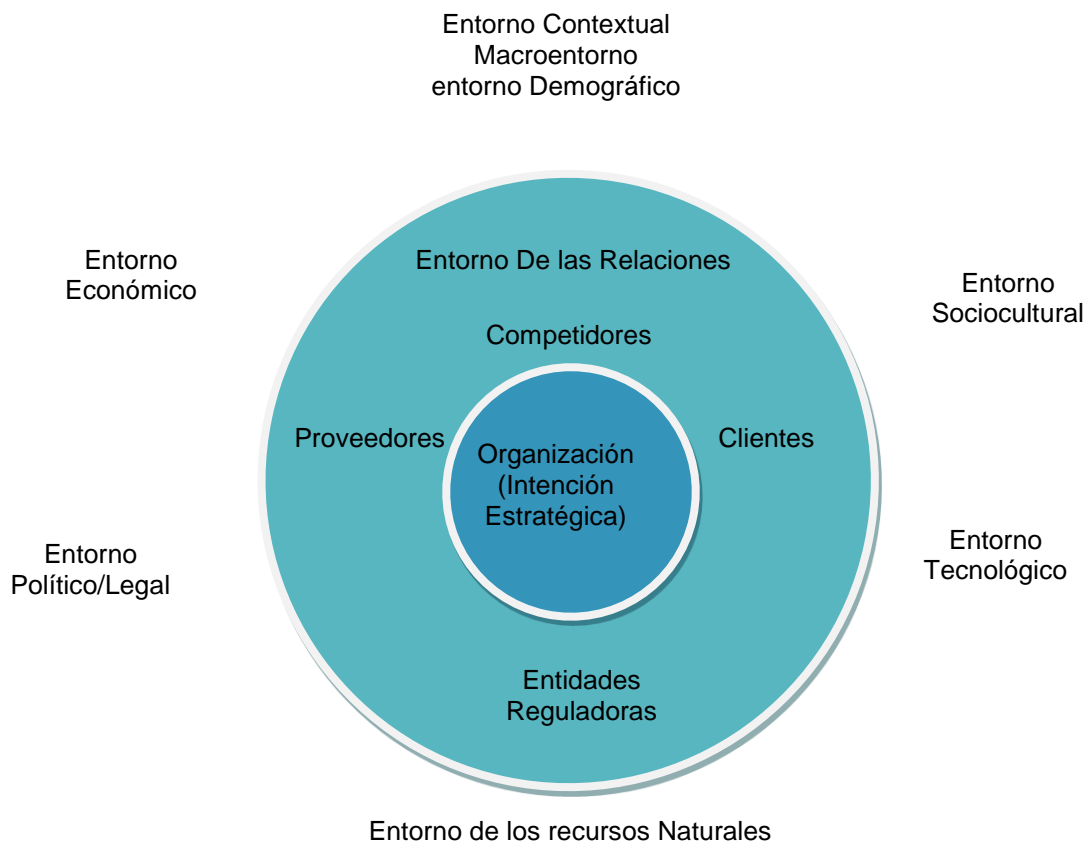 Entorno Contextual
Macroentorno
entorno Demográfico
Entorno
Económico
Entorno De las Relaciones
Entorno
Sociocultural
Competidores
Proveedores
Clientes
Organización
(Intención
Estratégica)
Entorno
Político/Legal
Entorno
Tecnológico
Entidades
Reguladoras
Entorno de los recursos Naturales